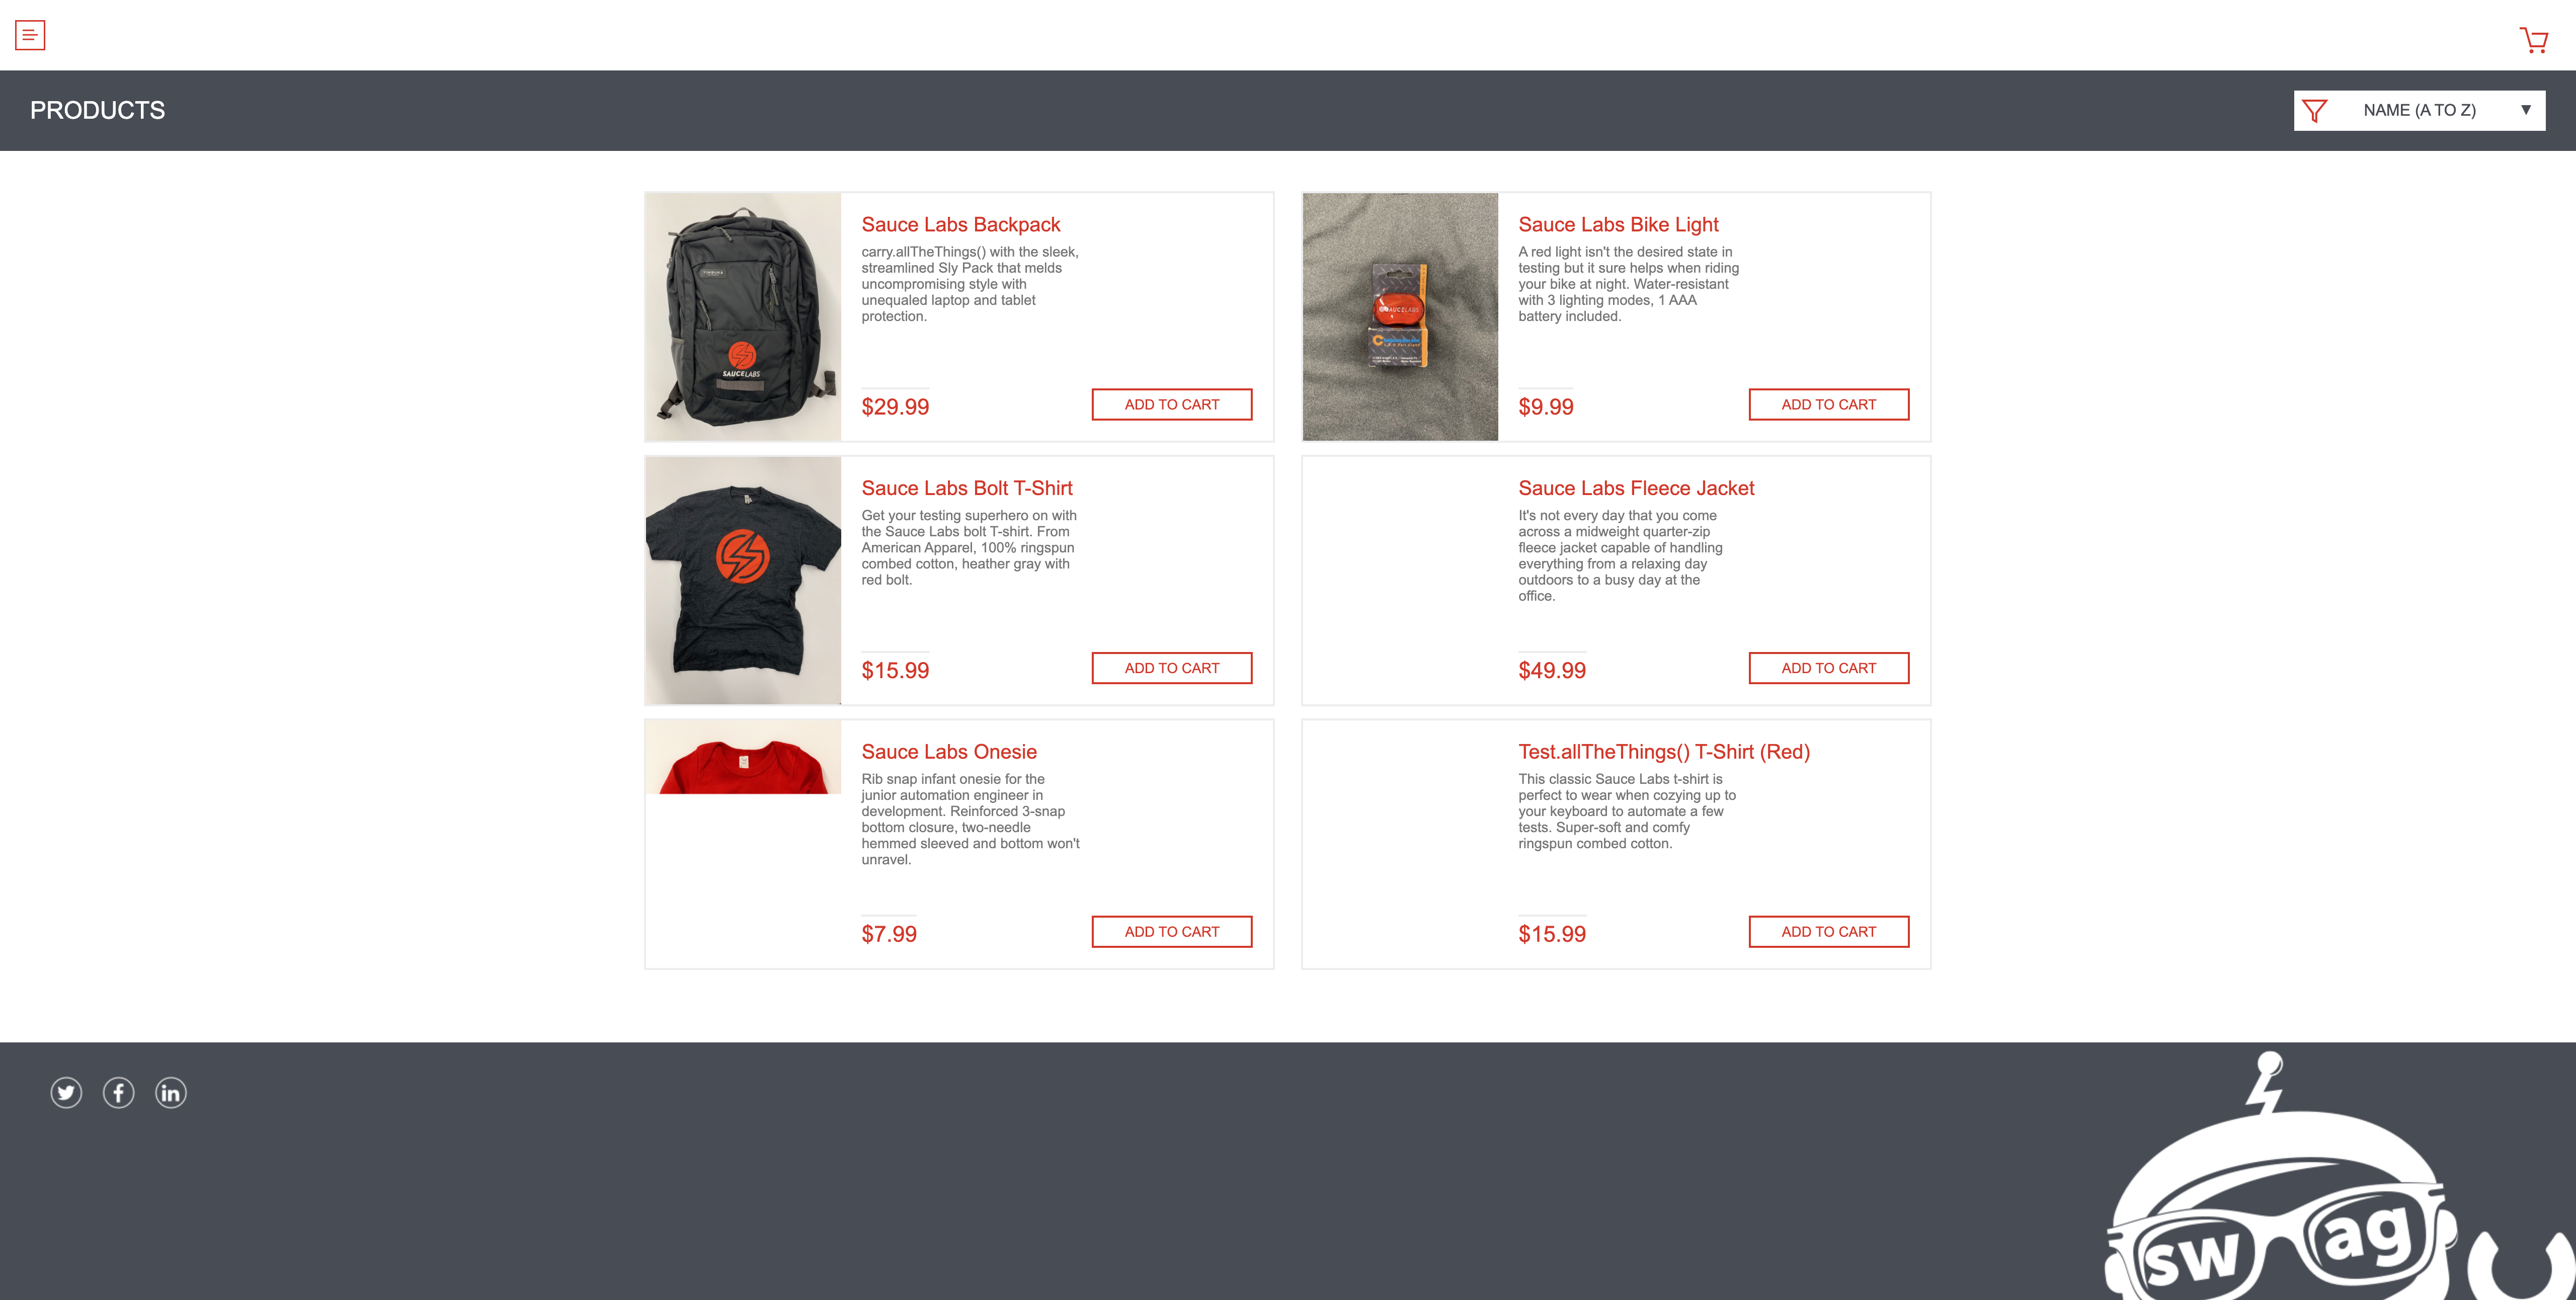 PRODUCTS
NAME (A TO Z)
Sauce Labs Backpack
carry.allTheThings() with the sleek,
streamlined Sly Pack that melds
uncompromising style with
unequaled laptop and tablet
protection.
SAUCELABS
$29.99
ADD TO CART
Sauce Labs Bike Light
A red light isn't the desired state in
testing but it sure helps when riding
your bike at night. Water-resistant
with 3 lighting modes, 1 AAA
battery included.
SAUCELABS
$9.99
ADD TO CART
Sauce Labs Bolt T-Shirt
Get your testing superhero on with
the Sauce Labs bolt T-shirt. From
American Apparel, 100% ringspun
combed cotton, heather gray with
red bolt.
$15.99
ADD TO CART
Sauce Labs Fleece Jacket
It's not every day that you come
across a midweight quarter-zip
fleece jacket capable of handling
everything from a relaxing day
outdoors to a busy day at the
office.
$49.99
ADD TO CART
Sauce Labs Onesie
Rib snap infant onesie for the
junior automation engineer in
development. Reinforced 3-snap
bottom closure, two-needle
hemmed sleeved and bottom won't
unravel.
$7.99
ADD TO CART
Test.allTheThings() T-Shirt (Red)
This classic Sauce Labs t-shirt is
perfect to wear when cozying up to
your keyboard to automate a few
tests. Super-soft and comfy
ringspun combed cotton.
$15.99
ADD TO CART
f
in
sw ag